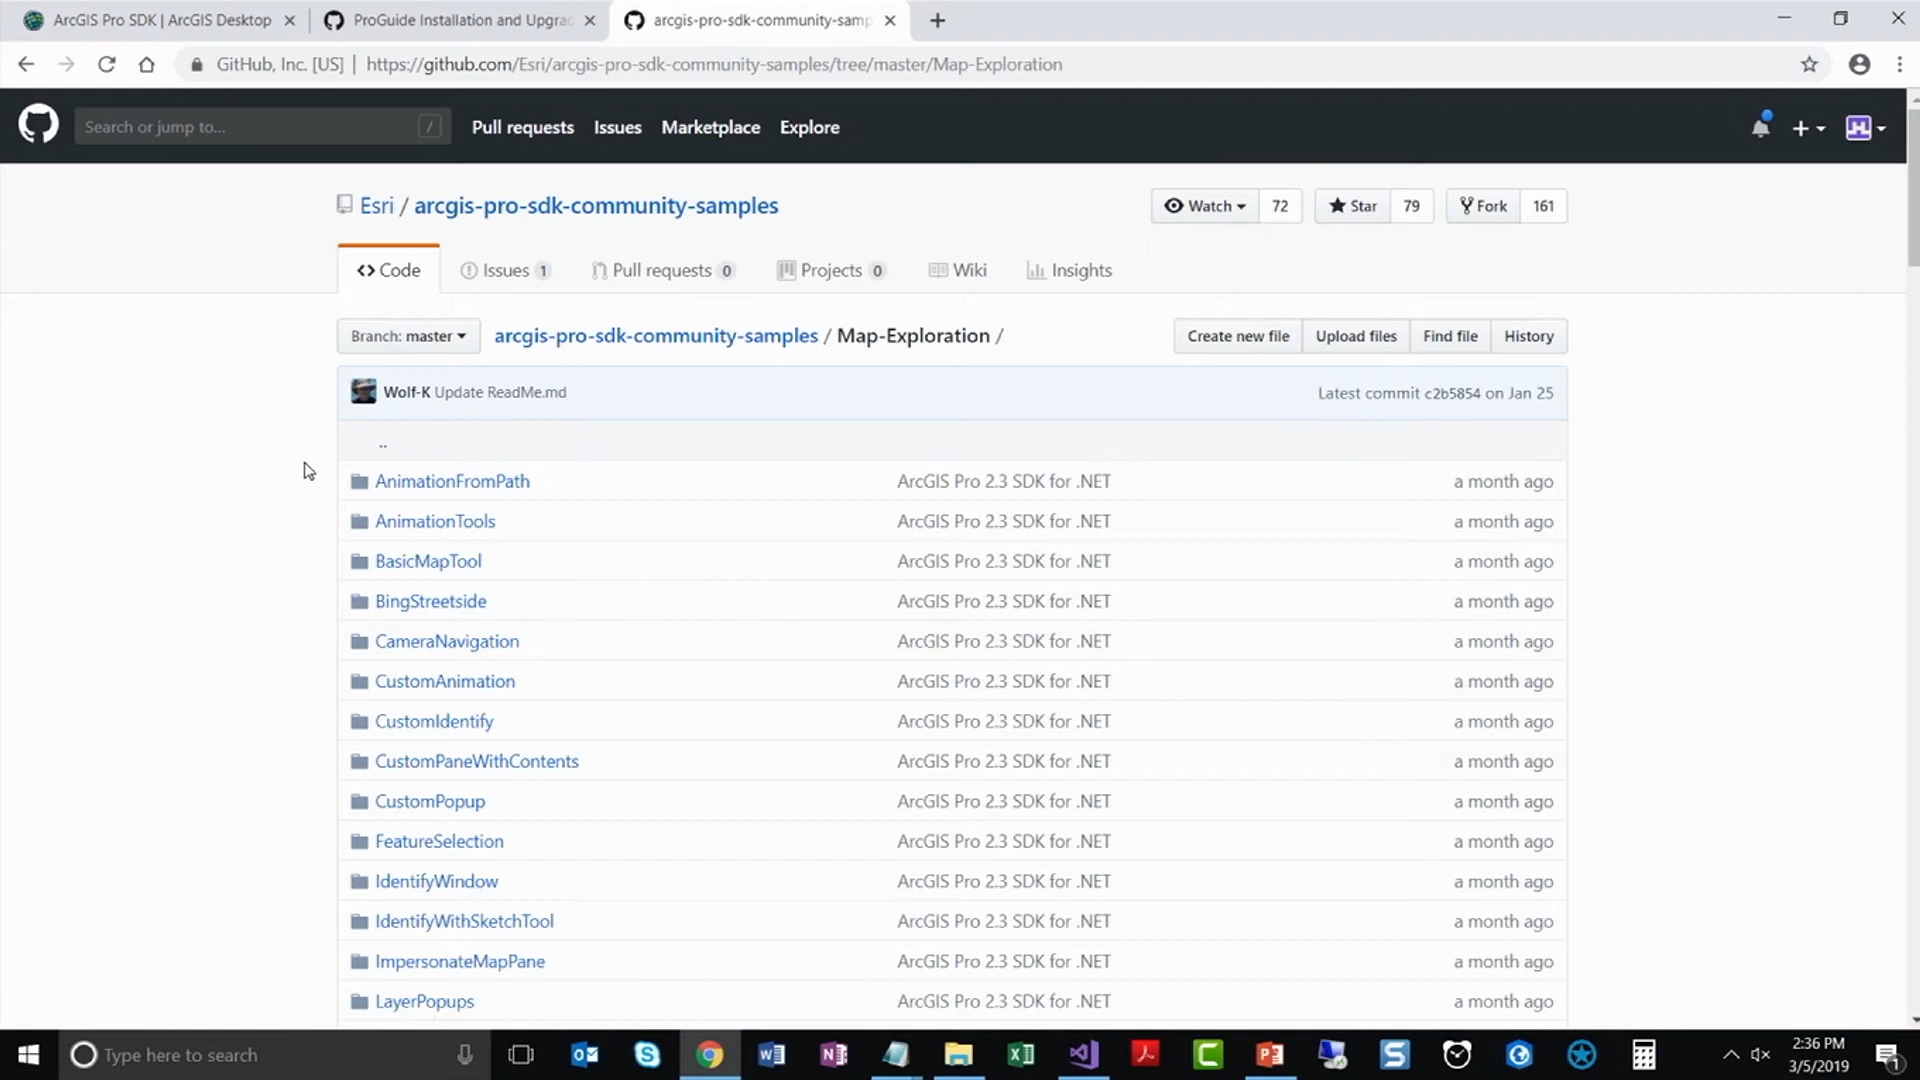 ArcGIS Pro SDK | ArcGIS Desktop
ProGuide Installation and Upgrad
arcgis-pro-sdk-community-samp
GitHub, Inc. [US] | https://github.com/Esri/arcgis-pro-sdk-community-samples/tree/master/Map-Exploration
Search or jump to... /
Pull requests Issues Marketplace Explore
Esri / arcgis-pro-sdk-community-samples
Watch 72 Star 79 Fork 161
Code Issues 1 Pull requests 0 Projects 0 Wiki Insights
Branch: master arcgis-pro-sdk-community-samples / Map-Exploration / Create new file Upload files Find file History
Wolf-K Update ReadMe.md Latest commit c2b5854 on Jan 25
..
AnimationFromPath ArcGIS Pro 2.3 SDK for .NET a month ago
AnimationTools ArcGIS Pro 2.3 SDK for .NET a month ago
BasicMapTool ArcGIS Pro 2.3 SDK for .NET a month ago
BingStreetside ArcGIS Pro 2.3 SDK for .NET a month ago
CameraNavigation ArcGIS Pro 2.3 SDK for .NET a month ago
CustomAnimation ArcGIS Pro 2.3 SDK for .NET a month ago
CustomIdentify ArcGIS Pro 2.3 SDK for .NET a month ago
CustomPaneWithContents ArcGIS Pro 2.3 SDK for .NET a month ago
CustomPopup ArcGIS Pro 2.3 SDK for .NET a month ago
FeatureSelection ArcGIS Pro 2.3 SDK for .NET a month ago
IdentifyWindow ArcGIS Pro 2.3 SDK for .NET a month ago
IdentifyWithSketchTool ArcGIS Pro 2.3 SDK for .NET a month ago
ImpersonateMapPane ArcGIS Pro 2.3 SDK for .NET a month ago
LayerPopups ArcGIS Pro 2.3 SDK for .NET a month ago
Type here to search
2:36 PM
3/5/2019
1